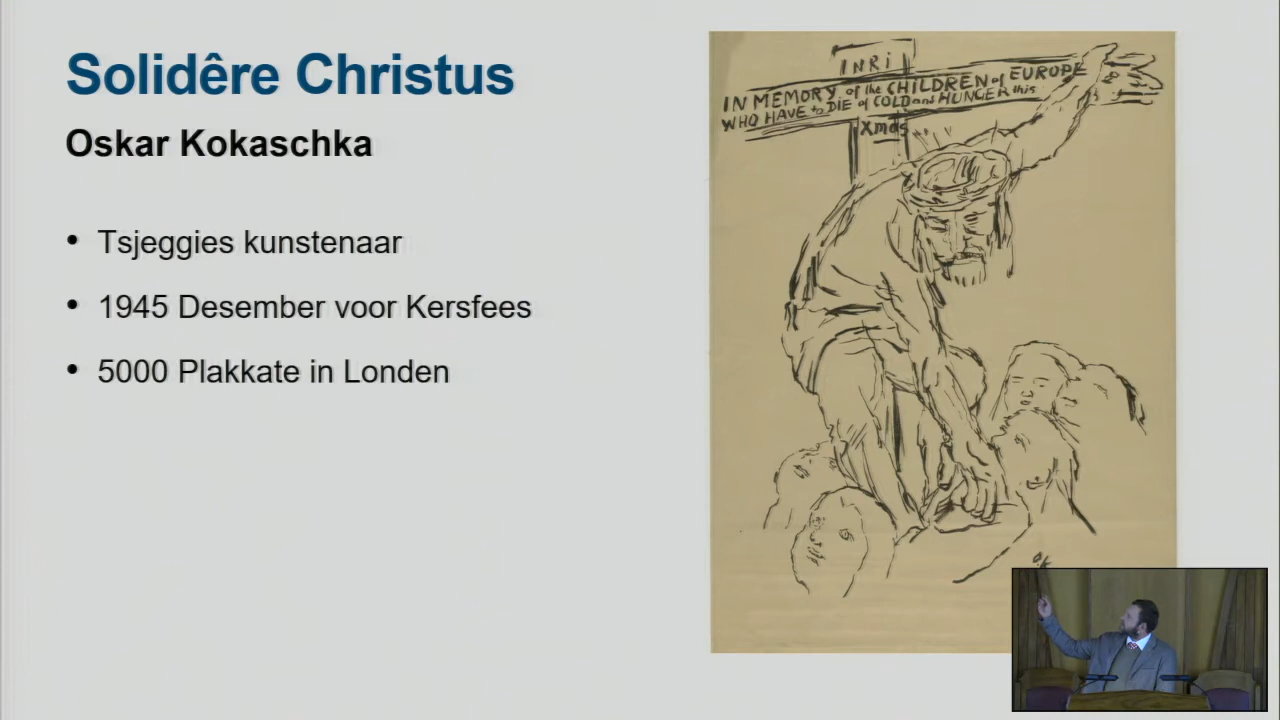 Solidêre Christus
Oskar Kokaschka
• Tsjeggies kunstenaar
• 1945 Desember voor Kersfees
• 5000 Plakkate in Londen
INRi
IN MEMORY of the CHILDREN of EUROPE
WHO HAVE to DIE of COLD and HUNGER this
Xmas
OK